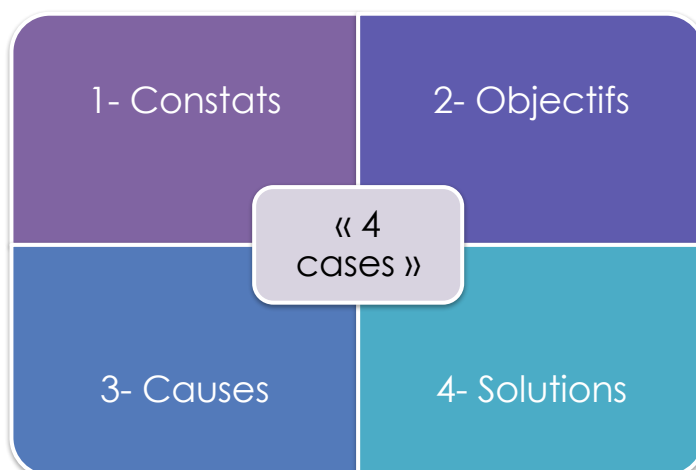 1- Constats
2- Objectifs
« 4
cases »
3- Causes
4- Solutions